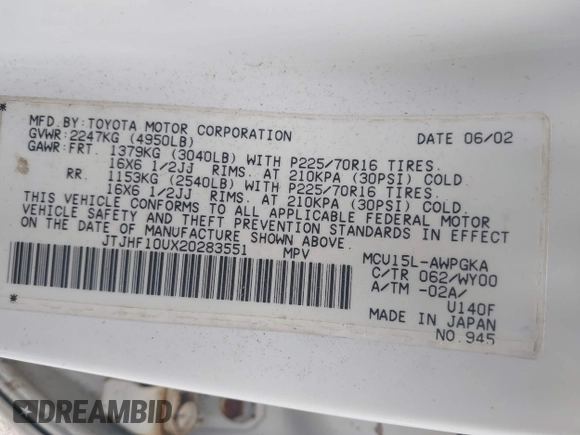 MFD.BY:TOYOTA MOTOR CORPORATION DATE 06/02
GVWR:2247KG (4950LB)
GAWR:FRT. 1379KG (3040LB) WITH P225/70R16 TIRES.
16X6 1/2JJ RIMS. AT 210KPA (30PSI) COLD.
RR. 1153KG (2540LB) WITH P225/70R16 TIRES.
16X6 1/2JJ RIMS. AT 210KPA (30PSI) COLD.
THIS VEHICLE CONFORMS TO ALL APPLICABLE FEDERAL MOTOR
VEHICLE SAFETY AND THEFT PREVENTION STANDARDS IN EFFECT
ON THE DATE OF MANUFACTURE SHOWN ABOVE.
JTJHF10UX20283551 MPV
MCU15L-AWPGKA
C/TR 062/WY00
A/TM -02A/
U140F
MADE IN JAPAN
NO.945
DREAMBID